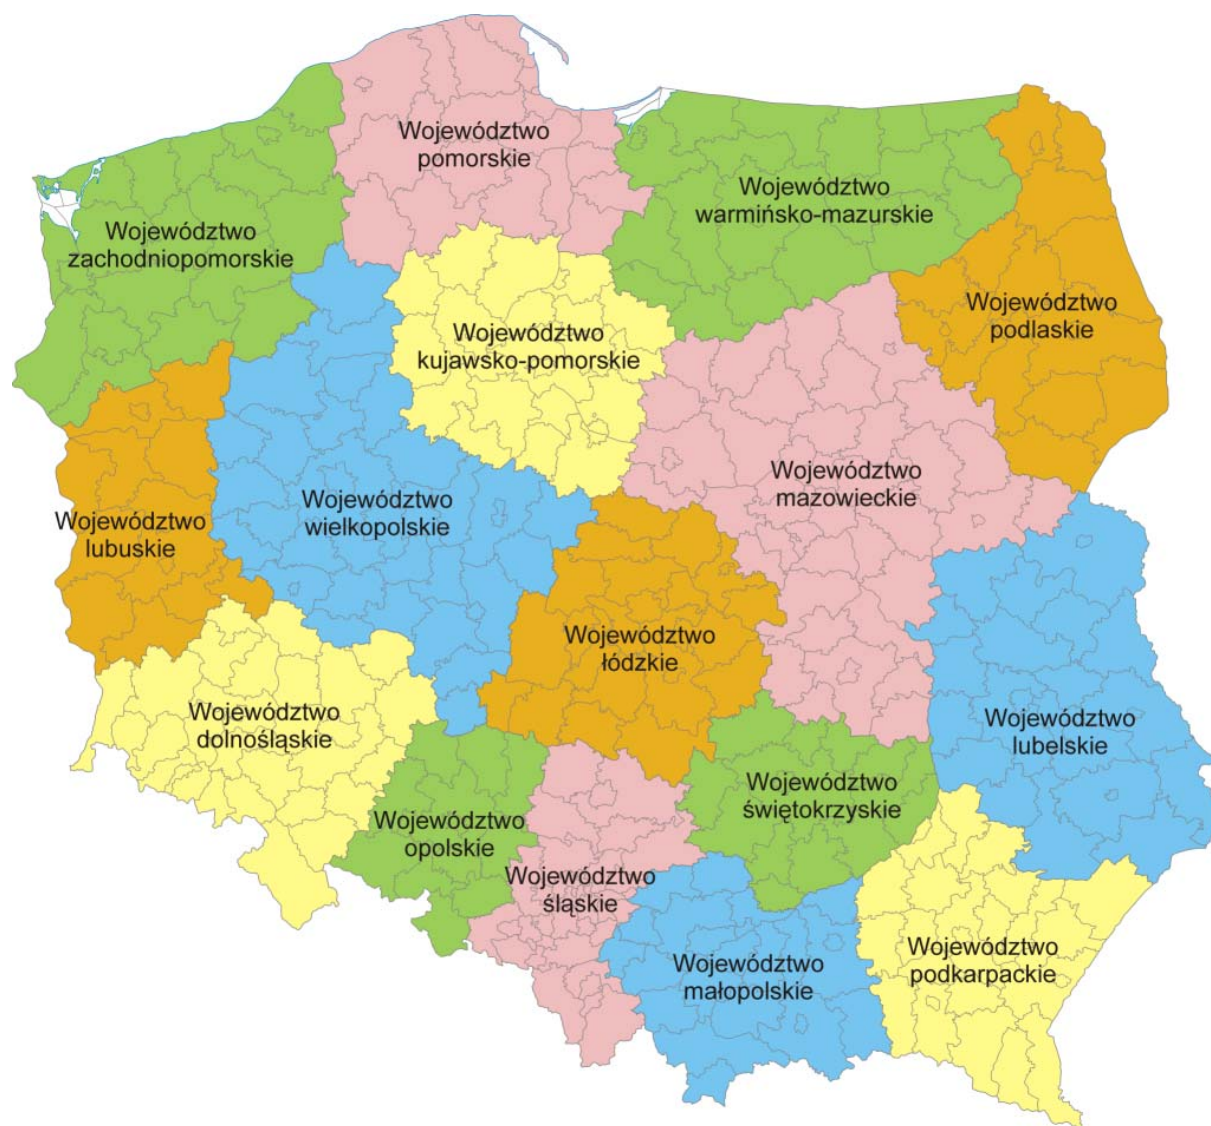 Województwo
pomorskie
Województwo
warmińsko-mazurskie
Województwo
zachodniopomorskie
Województwo
podlaskie
Województwo
kujawsko-pomorskie
Województwo
mazowieckie
Województwo
wielkopolskie
Województwo
lubuskie
Województwo
łódzkie
Województwo
dolnośląskie
Województwo
lubelskie
Województwo
świętokrzyskie
Województwo
opolskie
Województwo
śląskie
Województwo
podkarpackie
Województwo
małopolskie